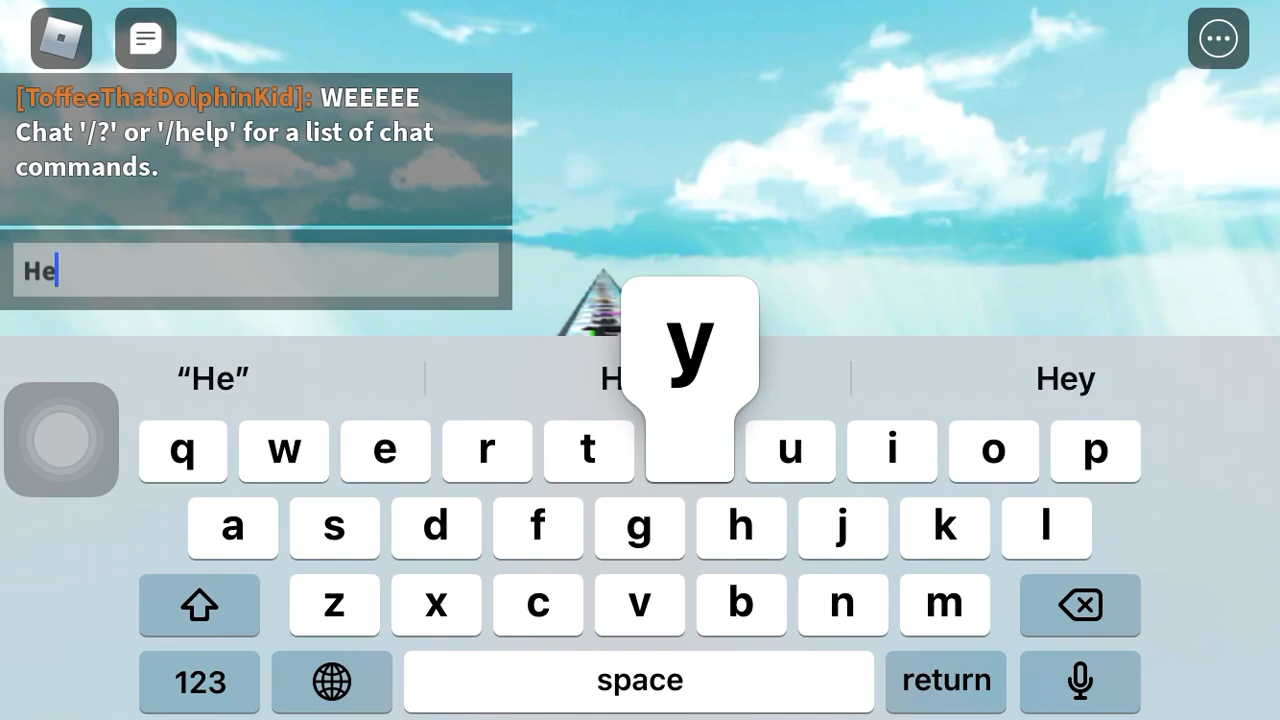 [ToffeeThatDolphinKid]: WEEEEE
Chat '/?' or '/help' for a list of chat
commands.
He
y
“He” H Hey
q w e r t u i o p
a s d f g h j k l
z x c v b n m
123 space return